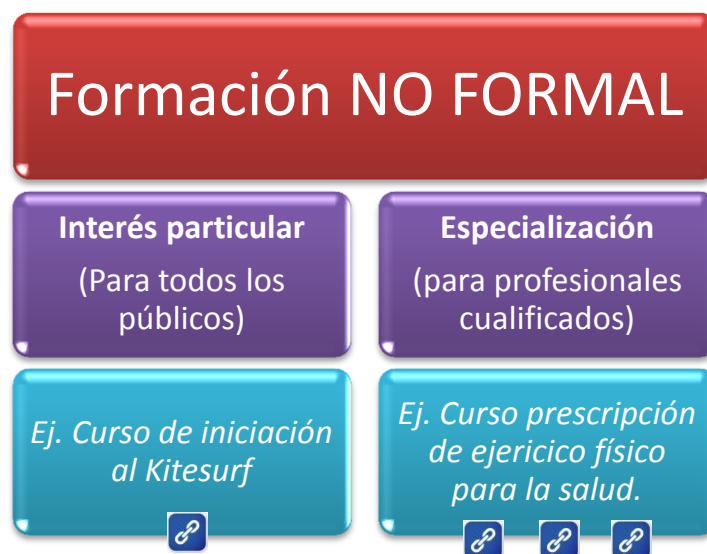 Formación NO FORMAL
Interés particular
(Para todos los
públicos)
Especialización
(para profesionales
cualificados)
Ej. Curso de iniciación
al Kitesurf
Ej. Curso prescripción
de ejericico físico
para la salud.